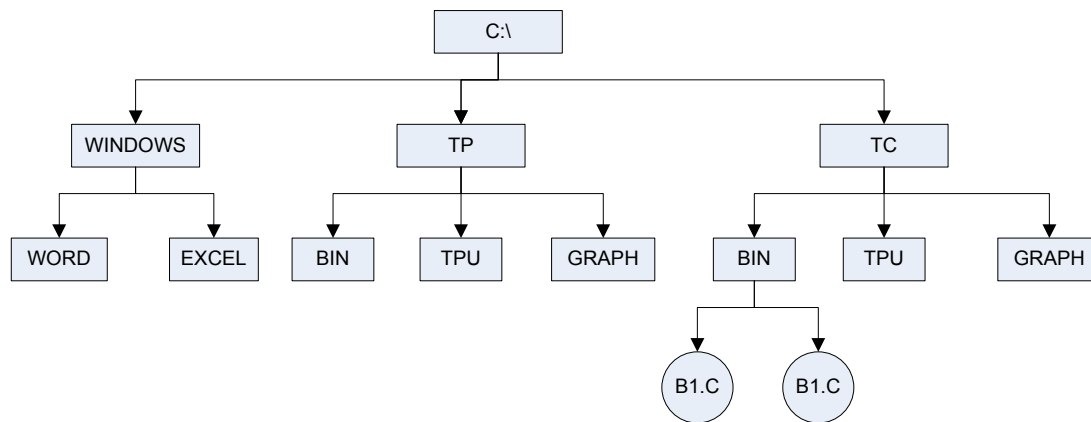 C:\
WINDOWS
TP
TC
WORD
EXCEL
BIN
TPU
GRAPH
BIN
TPU
GRAPH
B1.C
B1.C